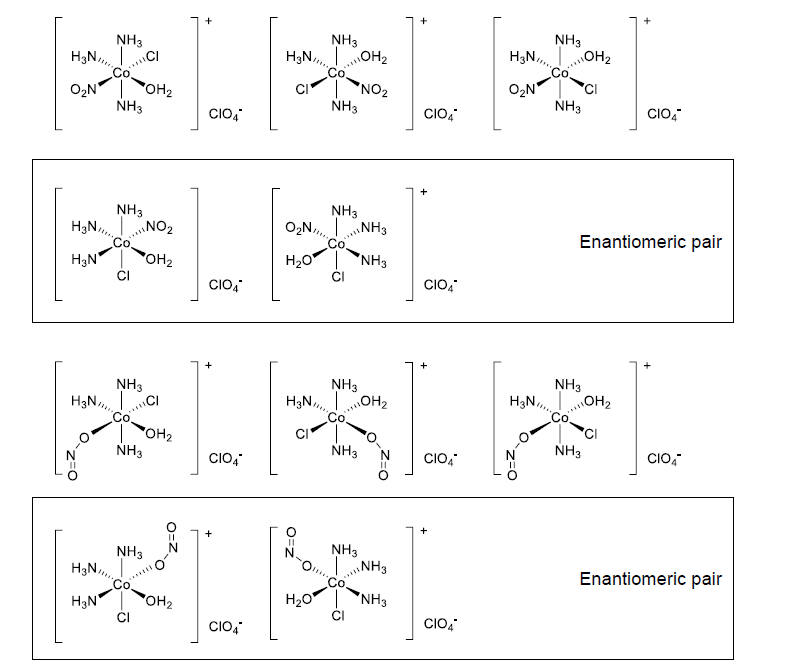 + + +
NH₃ NH₃ NH₃
H₃N Cl H₃N OH₂ H₃N OH₂
Co Co Co
O₂N OH₂ Cl NO₂ O₂N Cl
NH₃ NH₃ NH₃
ClO₄⁻ ClO₄⁻ ClO₄⁻
+
NH₃ NH₃
H₃N NO₂ O₂N NH₃
Co Co Enantiomeric pair
H₃N OH₂ H₂O NH₃
Cl Cl
ClO₄⁻ ClO₄⁻
+ + +
NH₃ NH₃ NH₃
H₃N Cl H₃N OH₂ H₃N OH₂
Co Co Co
O OH₂ Cl O O Cl
NH₃ NH₃ NH₃
N ClO₄⁻ N ClO₄⁻ N ClO₄⁻
O O O
O + O +
N NH₃ N NH₃
H₃N O O NH₃
Co Co Enantiomeric pair
H₃N OH₂ H₂O NH₃
Cl Cl
ClO₄⁻ ClO₄⁻